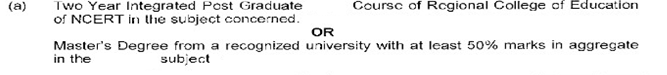 (a) Two Year Integrated Post Graduate Course of Regional College of Education
of NCERT in the subject concerned.
OR
Master's Degree from a recognized university with at least 50% marks in aggregate
in the subject